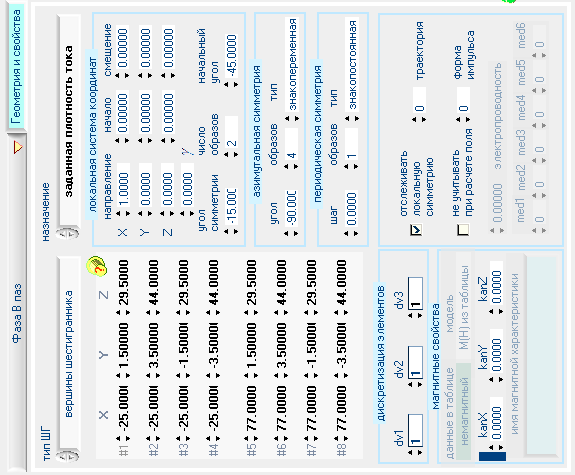 Фаза В паз
Геометрия и свойства
тип ШГ
вершины шестигранника
X Y Z
#1 -25.000( 1.50000 29.5000
#2 -25.000( 3.50000 44.0000
#3 -25.000( -1.50000 29.5000
#4 -25.000( -3.50000 44.0000
#5 77.0000 1.50000 29.5000
#6 77.0000 3.50000 44.0000
#7 77.0000 -1.50000 29.5000
#8 77.0000 -3.50000 44.0000
дискретизация элементов
dv1 dv2 dv3
1 1 1
магнитные свойства
данные в таблице модель
немагнитный М(Н) из таблицы
kanX kanY kanZ
0.0000 0.0000 0.0000
имя магнитной характеристики
назначение
заданная плотность тока
локальная система координат
направление начало смещение
X 1.0000 0.00000 0.00000
Y 0.0000 0.00000 0.00000
Z 0.0000 0.00000 0.00000
0.0000 γ
угол симметрии число образов начальный угол
-15.000 2 -45.0000
азимутальная симметрия
угол образов тип
-90.000 4 знакопеременная
периодическая симметрия
шаг образов тип
0.0000 1 знакопостоянная
отслеживать локальную симметрию
0 траектория
не учитывать при расчете поля
0 форма импульса
0.00000 электропроводность
med1 med2 med3 med4 med5 med6
0 0 0 0 0 0